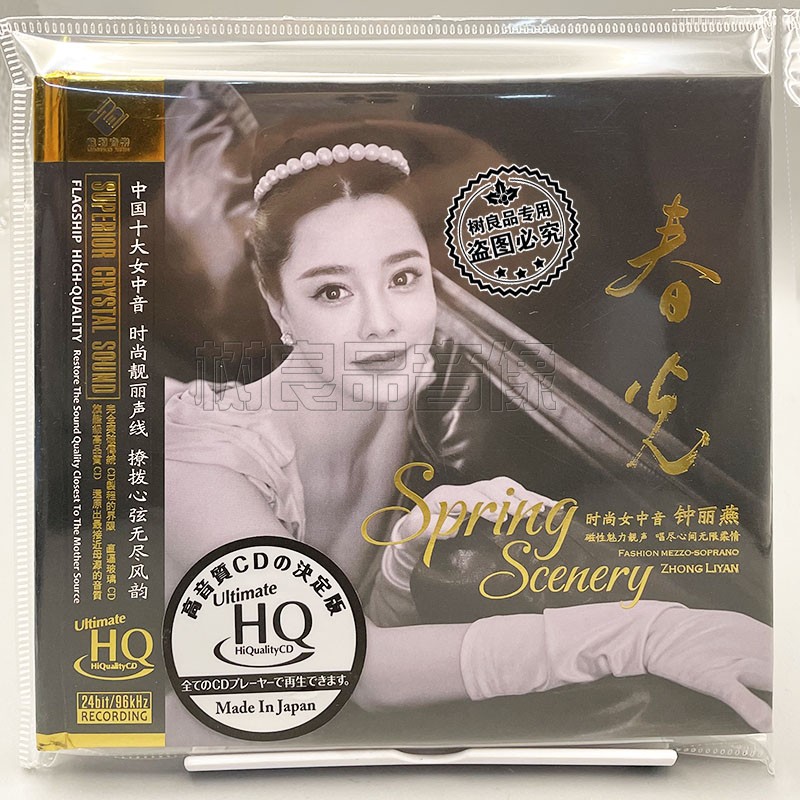 中国十大女中音 时尚靓丽声线 撩拨心弦无尽风韵
SUPERIOR CRYSTAL SOUND
FLAGSHIP HIGH-QUALITY Restore The Sound Quality Closest To The Mother Source
Ultimate
HQ
HiQualityCD
24bit/96kHz
RECORDING
树良品专用
盗图必究
春光
树良品音像
Spring
Scenery
时尚女中音 钟丽燕
磁性魅力靓声 唱尽心间无限柔情
FASHION MEZZO-SOPRANO
ZHONG LIYAN
高音質CDの決定版
Ultimate
HQ
HiQualityCD
全てのCDプレーヤーで再生できます。
Made In Japan